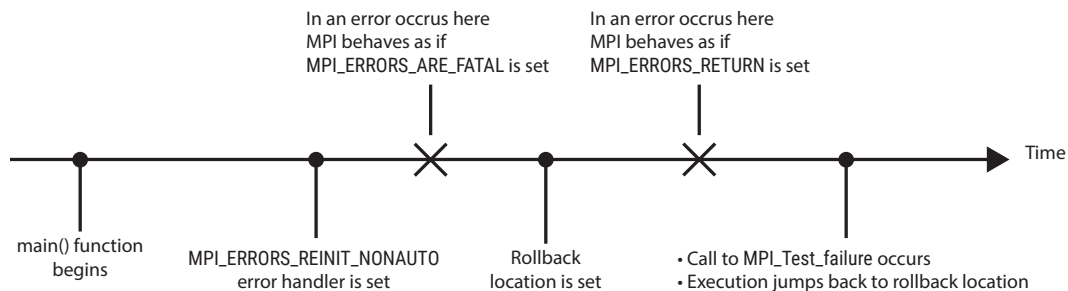 In an error occrus here
MPI behaves as if
MPI_ERRORS_ARE_FATAL is set
In an error occrus here
MPI behaves as if
MPI_ERRORS_RETURN is set
Time
main() function
begins
MPI_ERRORS_REINIT_NONAUTO
error handler is set
Rollback
location is set
• Call to MPI_Test_failure occurs
• Execution jumps back to rollback location